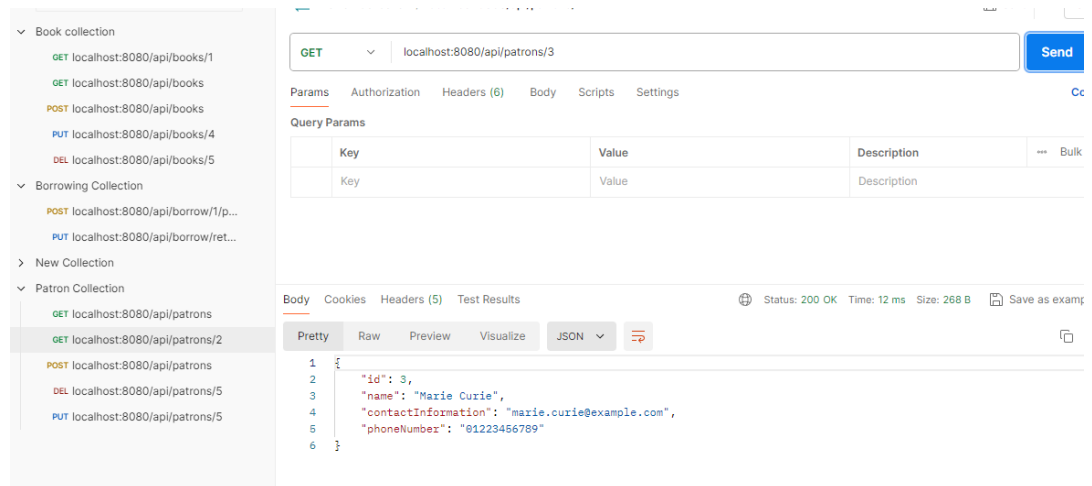 Book collection
GET localhost:8080/api/books/1
GET localhost:8080/api/books
POST localhost:8080/api/books
PUT localhost:8080/api/books/4
DEL localhost:8080/api/books/5
Borrowing Collection
POST localhost:8080/api/borrow/1/p...
PUT localhost:8080/api/borrow/ret...
New Collection
Patron Collection
GET localhost:8080/api/patrons
GET localhost:8080/api/patrons/2
POST localhost:8080/api/patrons
DEL localhost:8080/api/patrons/5
PUT localhost:8080/api/patrons/5
GET localhost:8080/api/patrons/3 Send
Params Authorization Headers (6) Body Scripts Settings Co
Query Params
Key Value Description Bulk
Key Value Description
Body Cookies Headers (5) Test Results Status: 200 OK Time: 12 ms Size: 268 B Save as examp
Pretty Raw Preview Visualize JSON
1 {
2 "id": 3,
3 "name": "Marie Curie",
4 "contactInformation": "marie.curie@example.com",
5 "phoneNumber": "01223456789"
6 }